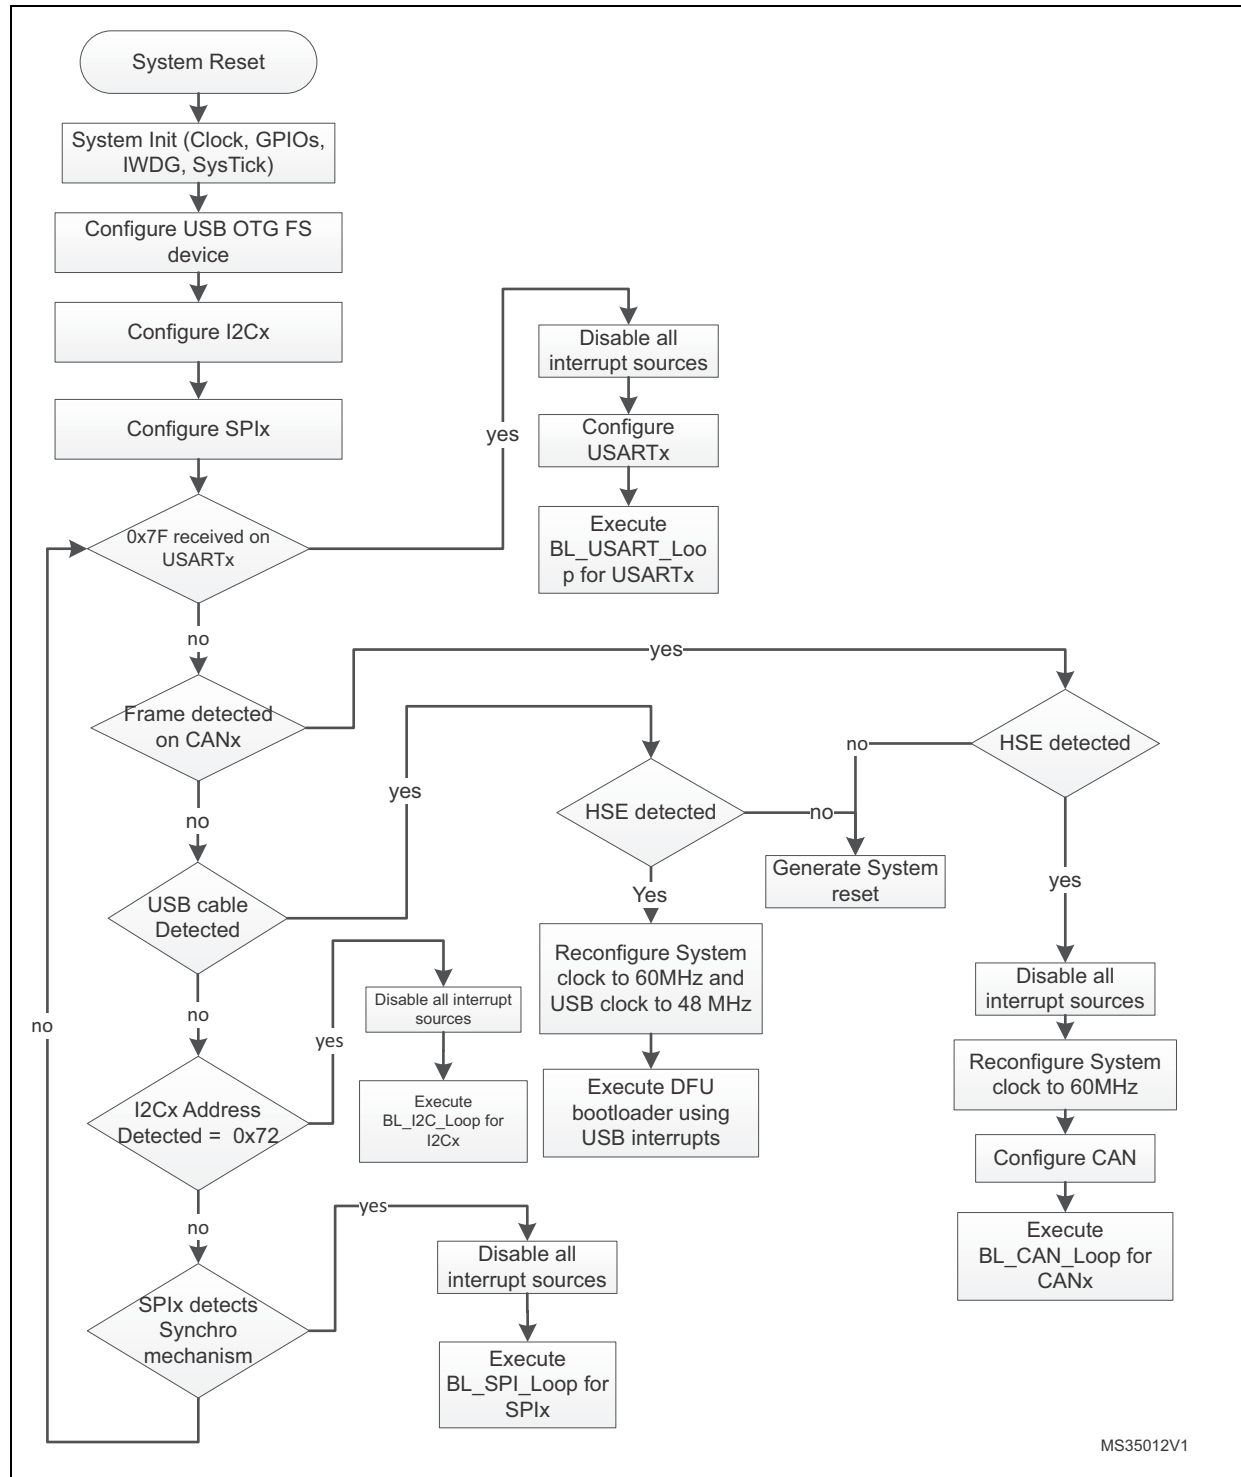 System Reset
System Init (Clock, GPIOs,
IWDG, SysTick)
Configure USB OTG FS
device
Configure I2Cx
Configure SPIx
0x7F received on
USARTx
yes
Disable all
interrupt sources
Configure
USARTx
Execute
BL_USART_Loo
p for USARTx
no
Frame detected
on CANx
yes
HSE detected
no
yes
Disable all
interrupt sources
Reconfigure System
clock to 60MHz
Configure CAN
Execute
BL_CAN_Loop for
CANx
no
USB cable
Detected
yes
HSE detected
no
Generate System
reset
Yes
Reconfigure System
clock to 60MHz and
USB clock to 48 MHz
Execute DFU
bootloader using
USB interrupts
no
I2Cx Address
Detected = 0x72
yes
Disable all interrupt
sources
Execute
BL_I2C_Loop for
I2Cx
no
SPIx detects
Synchro
mechanism
yes
Disable all
interrupt sources
Execute
BL_SPI_Loop for
SPIx
no
MS35012V1